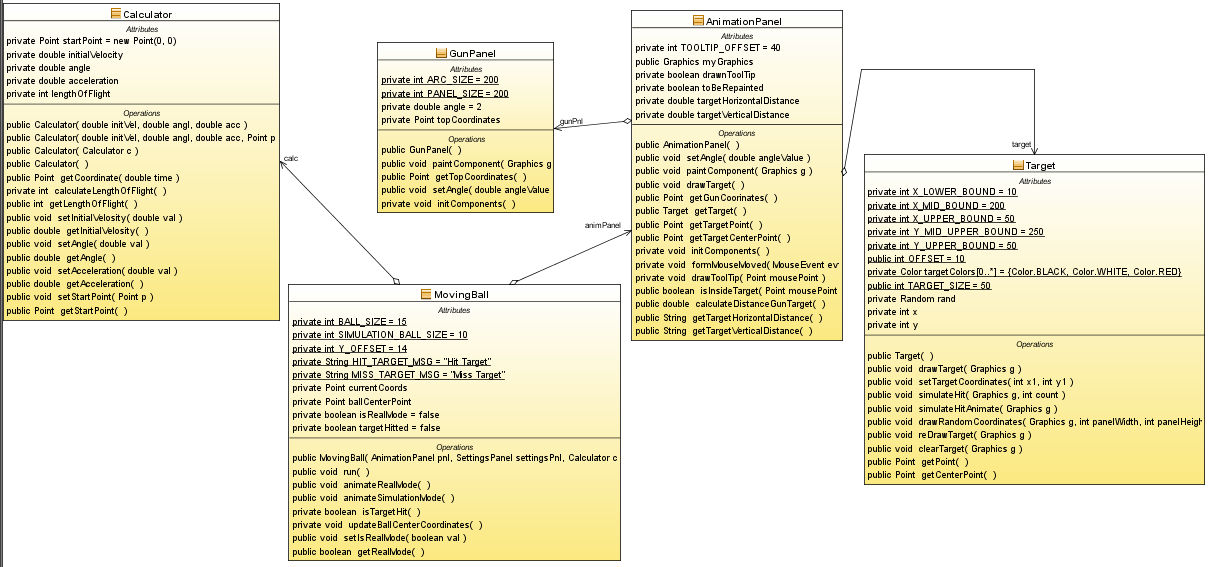 Calculator
Attributes
private Point startPoint = new Point(0, 0)
private double initialVelocity
private double angle
private double acceleration
private int lengthOfFlight
Operations
public Calculator( double initVel, double angl, double acc )
public Calculator( double initVel, double angl, double acc, Point p
public Calculator( Calculator c )
public Calculator( )
public Point getCoordinate( double time )
private int calculateLengthOfFlight( )
public int getLengthOfFlight( )
public void setInitialVelocity( double val )
public double getInitialVelocity( )
public void setAngle( double val )
public double getAngle( )
public void setAcceleration( double val )
public double getAcceleration( )
public void setStartPoint( Point p )
public Point getStartPoint( )
calc
GunPanel
Attributes
private int ARC_SIZE = 200
private int PANEL_SIZE = 200
private double angle = 2
private Point topCoordinates
Operations
public GunPanel( )
public void paintComponent( Graphics g
public Point getTopCoordinates( )
public void setAngle( double angleValue
private void initComponents( )
gunPnl
animPanel
MovingBall
Attributes
private int BALL_SIZE = 15
private int SIMULATION_BALL_SIZE = 10
private int Y_OFFSET = 14
private String HIT_TARGET_MSG = "Hit Target"
private String MISS_TARGET_MSG = "Miss Target"
private Point currentCoords
private Point ballCenterPoint
private boolean isRealMode = false
private boolean targetHitted = false
Operations
public MovingBall( AnimationPanel pnl, SettingsPanel settingsPnl, Calculator c
public void run( )
public void animateRealMode( )
public void animateSimulationMode( )
private boolean isTargetHit( )
private void updateBallCenterCoordinates( )
public void setIsRealMode( boolean val )
public boolean getRealMode( )
AnimationPanel
Attributes
private int TOOLTIP_OFFSET = 40
public Graphics myGraphics
private boolean drawnToolTip
private boolean toBeRepainted
private double targetHorizontalDistance
private double targetVerticalDistance
Operations
public AnimationPanel( )
public void setAngle( double angleValue )
public void paintComponent( Graphics g )
public void drawTarget( )
public Point getGunCoordinates( )
public Target getTarget( )
public Point getTargetPoint( )
public Point getTargetCenterPoint( )
private void initComponents( )
private void formMouseMoved( MouseEvent ev
private void drawToolTip( Point mousePoint )
public boolean isInsideTarget( Point mousePoint
public double calculateDistanceGunTarget( )
public String getTargetHorizontalDistance( )
public String getTargetVerticalDistance( )
target
Target
Attributes
private int X_LOWER_BOUND = 10
private int X_MID_BOUND = 200
private int X_UPPER_BOUND = 50
private int Y_MID_UPPER_BOUND = 250
private int Y_UPPER_BOUND = 50
public int OFFSET = 10
private Color targetColors[0..*] = {Color.BLACK, Color.WHITE, Color.RED}
public int TARGET_SIZE = 50
private Random rand
private int x
private int y
Operations
public Target( )
public void drawTarget( Graphics g )
public void setTargetCoordinates( int x1, int y1 )
public void simulateHit( Graphics g, int count )
public void simulateHitAnimate( Graphics g )
public void drawRandomCoordinates( Graphics g, int panelWidth, int panelHeigh
public void reDrawTarget( Graphics g )
public void clearTarget( Graphics g )
public Point getPoint( )
public Point getCenterPoint( )